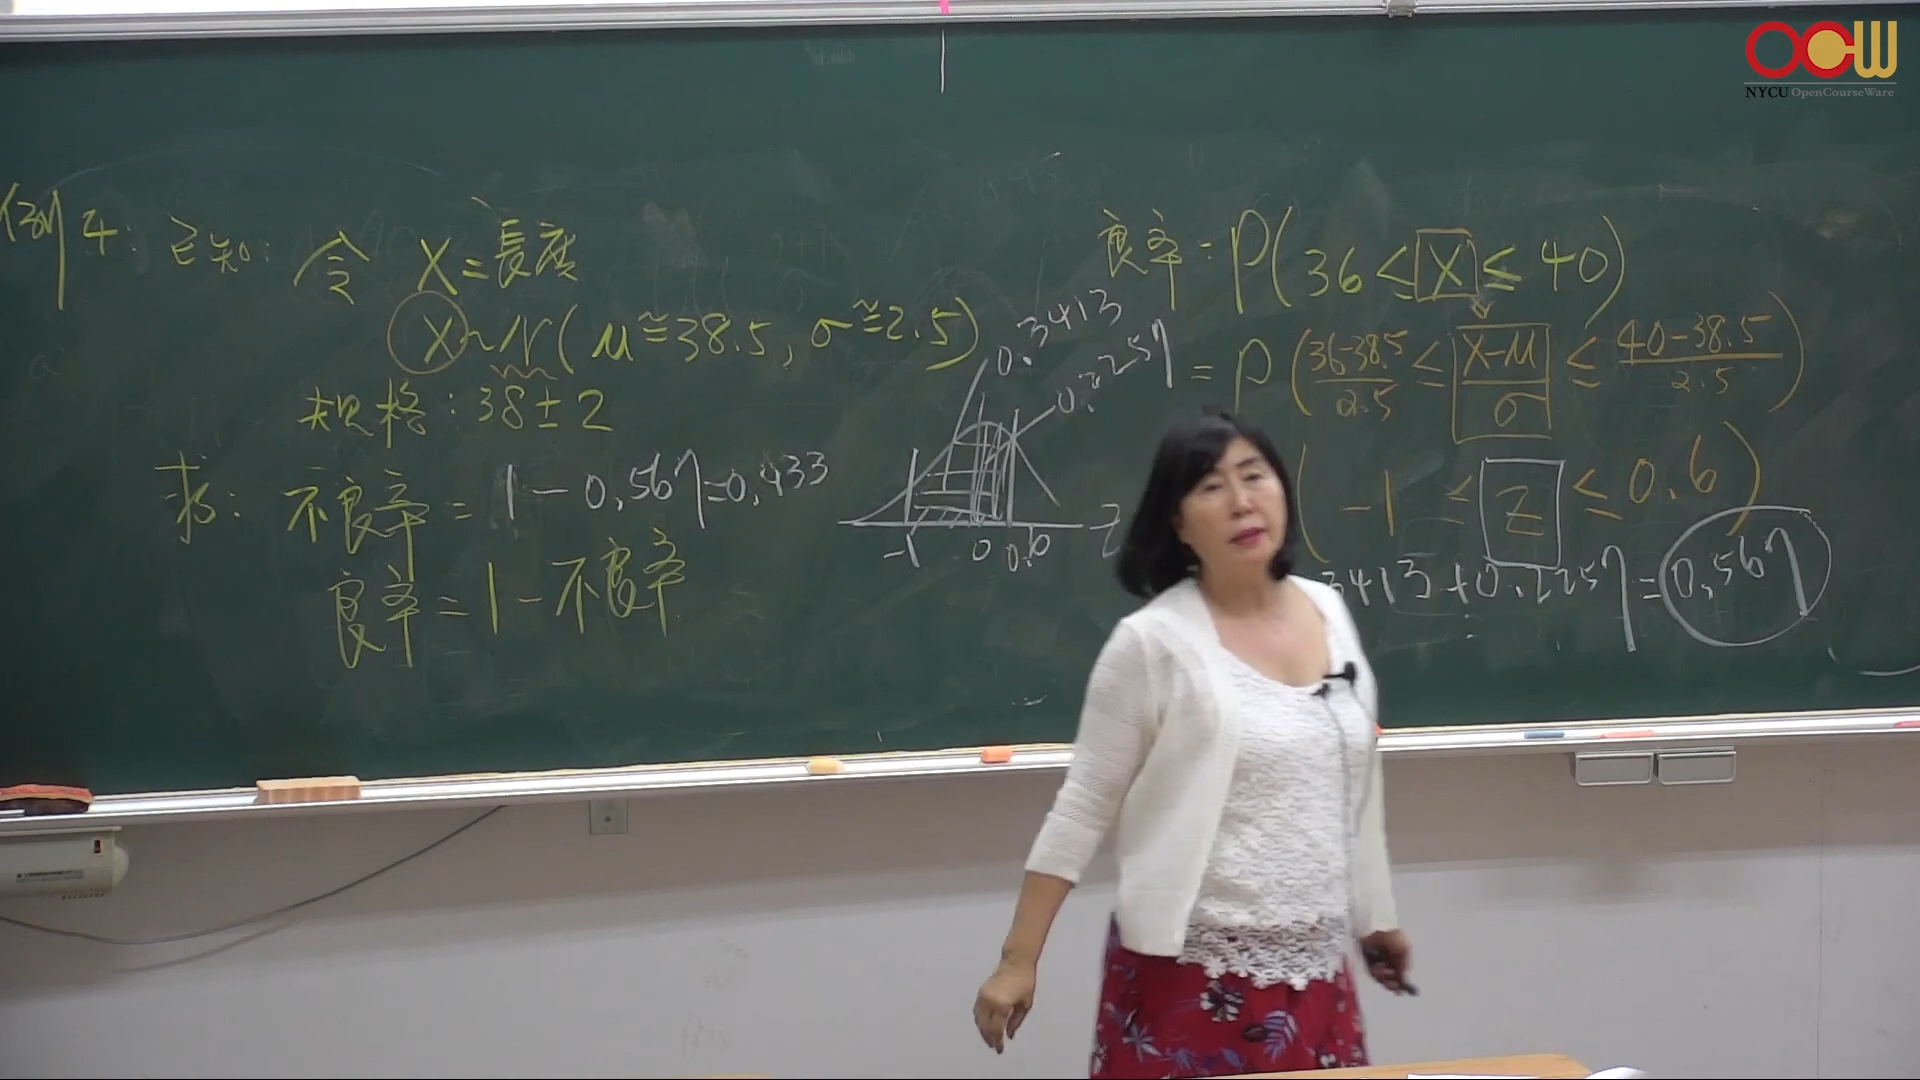 例4: 已知: 令 X = 長度
X ~ N(μ ≅ 38.5, σ ≅ 2.5)
規格: 38 ± 2
求: 不良率 = 1 - 0.567 = 0.433
良率 = 1 - 不良率
0.3413
0.2257
-1 0 0.6 Z
良率: P(36 ≤ X ≤ 40)
= P(36-38.5/2.5 ≤ X-μ/σ ≤ 40-38.5/2.5)
( -1 ≤ Z ≤ 0.6 )
3413 + 0.2257 = 0.567
OCW
NYCU OpenCourseWare